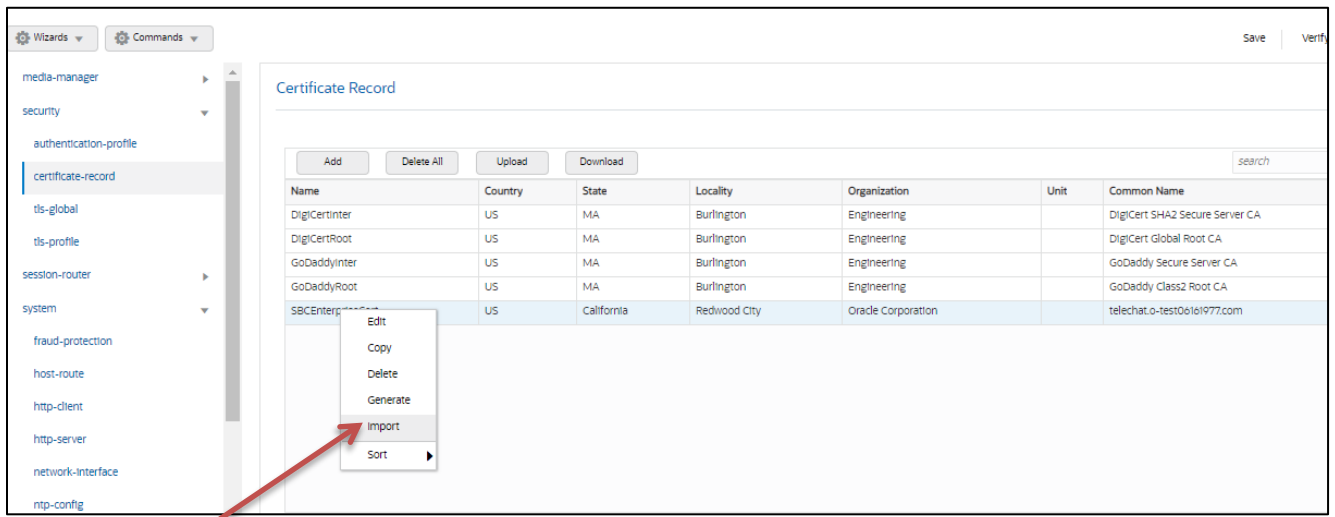 Wizards Commands Save Verify
media-manager
security
authentication-profile
certificate-record
tls-global
tls-profile
session-router
system
fraud-protection
host-route
http-client
http-server
network-interface
ntp-config
Certificate Record
Add Delete All Upload Download search
Name Country State Locality Organization Unit Common Name
DigiCertInter US MA Burlington Engineering DigiCert SHA2 Secure Server CA
DigiCertRoot US MA Burlington Engineering DigiCert Global Root CA
GoDaddyInter US MA Burlington Engineering GoDaddy Secure Server CA
GoDaddyRoot US MA Burlington Engineering GoDaddy Class2 Root CA
SBCEnterpriseCert US California Redwood City Oracle Corporation telechat.o-test06161977.com
Edit
Copy
Delete
Generate
Import
Sort